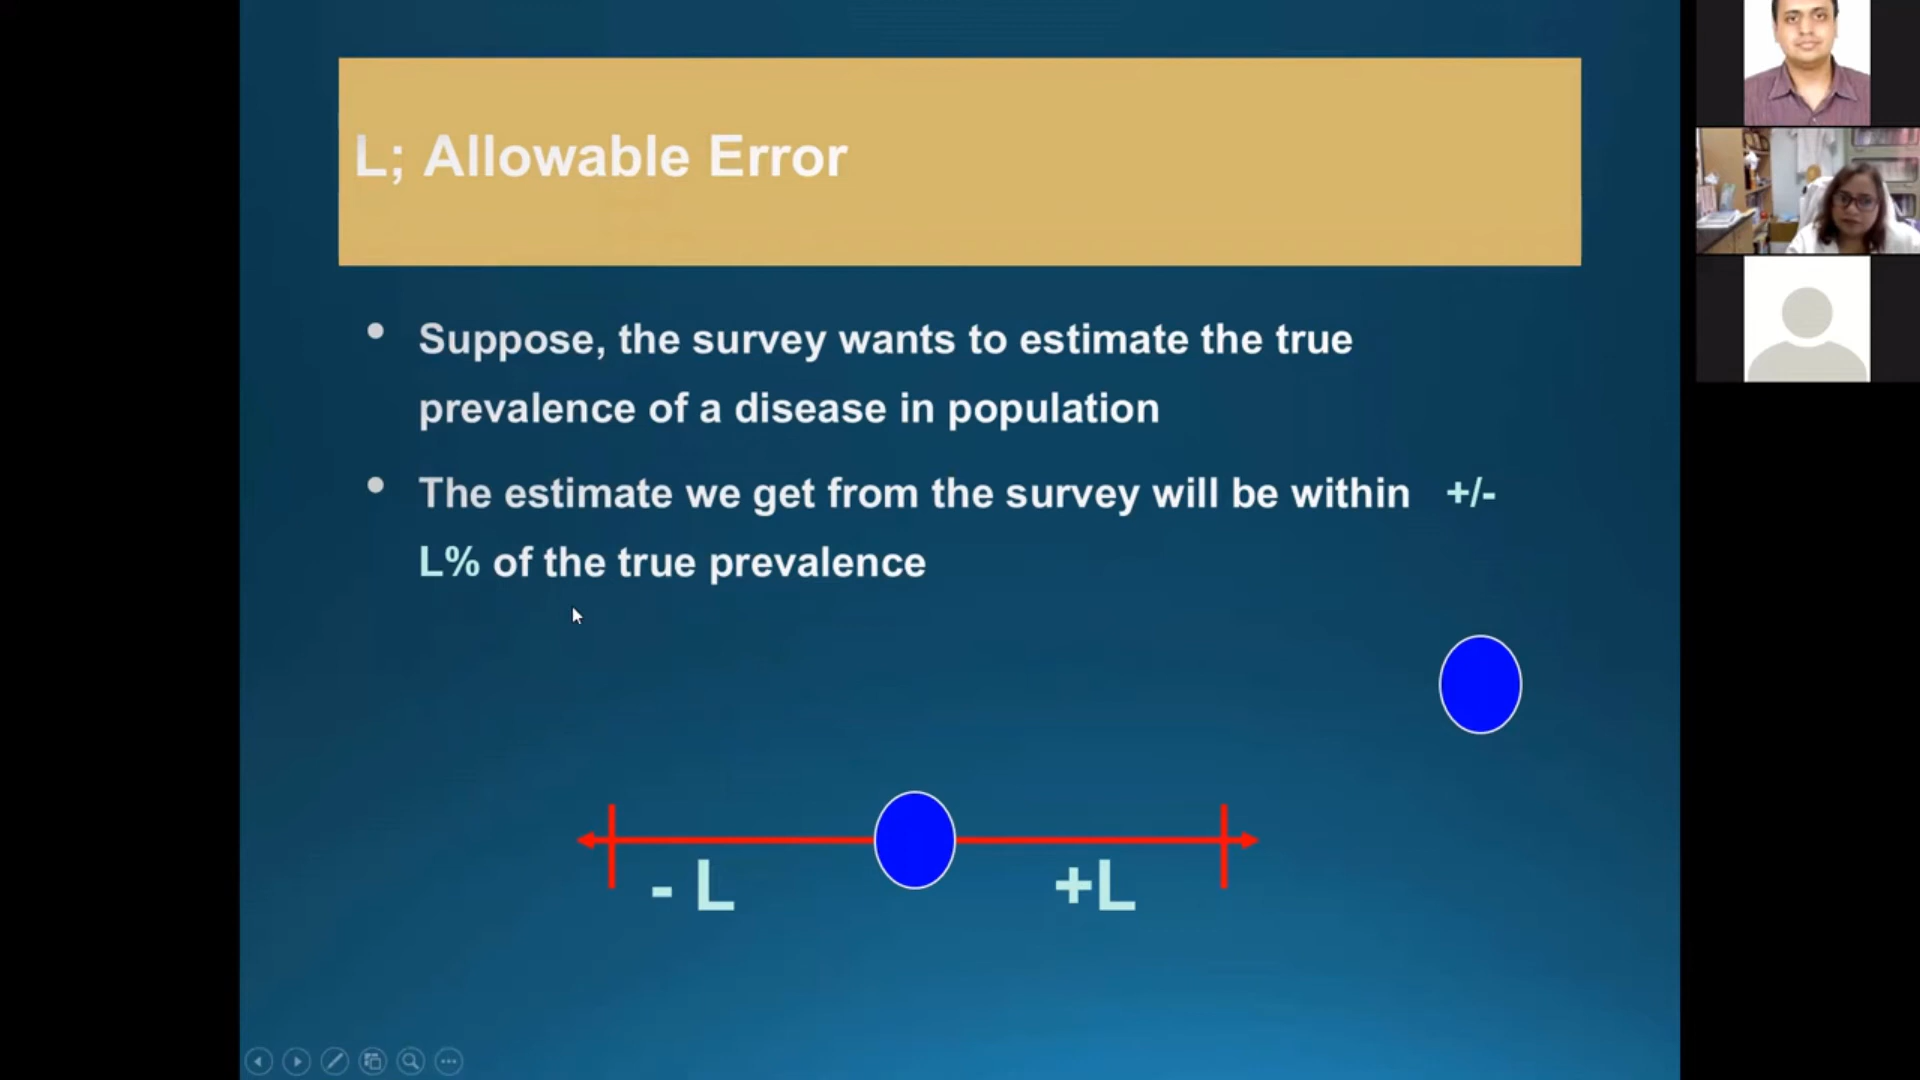 L; Allowable Error
• Suppose, the survey wants to estimate the true
prevalence of a disease in population
• The estimate we get from the survey will be within +/-
L% of the true prevalence
- L +L